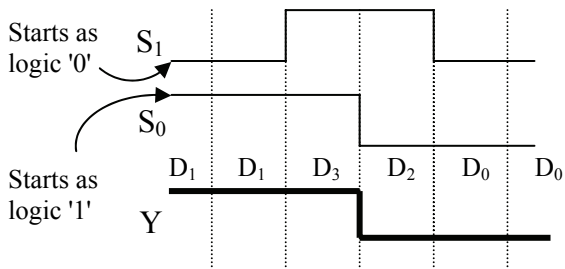 Starts as
logic '0'
S₁
S₀
D₁ D₁ D₃ D₂ D₀ D₀
Starts as
logic '1'
Y